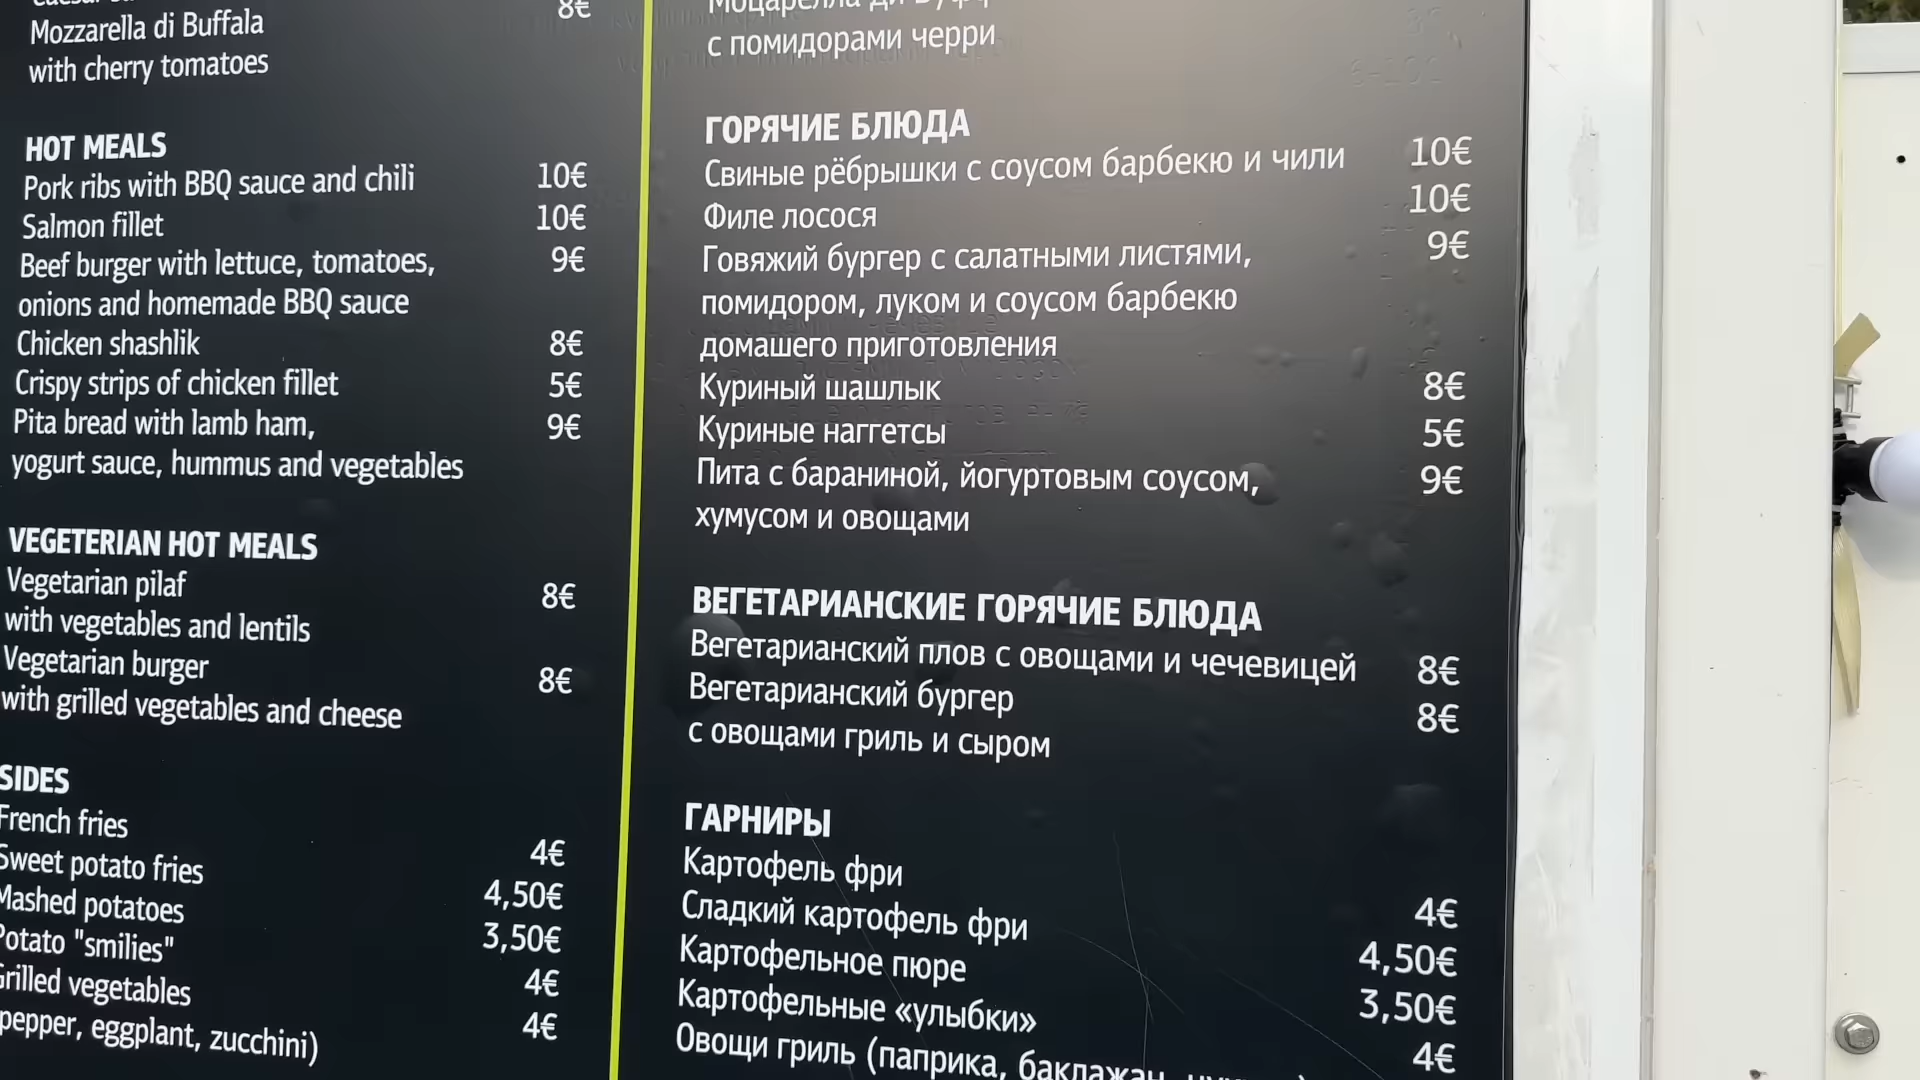 Mozzarella di Buffala
with cherry tomatoes
8€
HOT MEALS
Pork ribs with BBQ sauce and chili 10€
Salmon fillet 10€
Beef burger with lettuce, tomatoes, 9€
onions and homemade BBQ sauce
Chicken shashlik 8€
Crispy strips of chicken fillet 5€
Pita bread with lamb ham, 9€
yogurt sauce, hummus and vegetables
VEGETERIAN HOT MEALS
Vegetarian pilaf 8€
with vegetables and lentils
Vegetarian burger 8€
with grilled vegetables and cheese
SIDES
French fries 4€
Sweet potato fries 4,50€
Mashed potatoes 3,50€
Potato "smilies" 4€
Grilled vegetables 4€
pepper, eggplant, zucchini)
Моцарелла ди
с помидорами черри
ГОРЯЧИЕ БЛЮДА
Свиные рёбрышки с соусом барбекю и чили 10€
Филе лосося 10€
Говяжий бургер с салатными листями, 9€
помидором, луком и соусом барбекю
домашего приготовления
Куриный шашлык 8€
Куриные наггетсы 5€
Пита с бараниной, йогуртовым соусом, 9€
хумусом и овощами
ВЕГЕТАРИАНСКИЕ ГОРЯЧИЕ БЛЮДА
Вегетарианский плов с овощами и чечевицей 8€
Вегетарианский бургер 8€
с овощами гриль и сыром
ГАРНИРЫ
Картофель фри 4€
Сладкий картофель фри 4,50€
Картофельное пюре 3,50€
Картофельные «улыбки» 4€
Овощи гриль (паприка, баклажан,